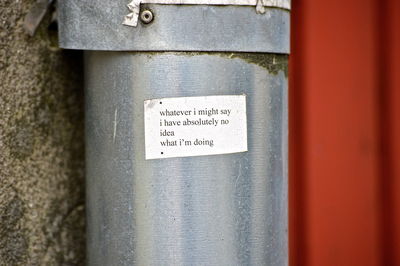 whatever i might say
i have absolutely no
idea
what i'm doing